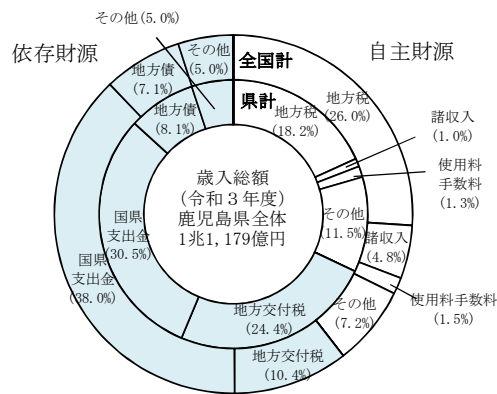 その他(5.0%)
依存財源
自主財源
その他
(5.0%)
全国計
地方債
(7.1%)
県計
地方税
(26.0%)
地方税
(18.2%)
地方債
(8.1%)
諸収入
(1.0%)
使用料
手数料
(1.3%)
歳入総額
(令和３年度)
鹿児島県全体
1兆1,179億円
国県
支出金
(30.5%)
その他
(11.5%)
諸収入
(4.8%)
国県
支出金
(38.0%)
使用料手数料
(1.5%)
その他
(7.2%)
地方交付税
(24.4%)
地方交付税
(10.4%)